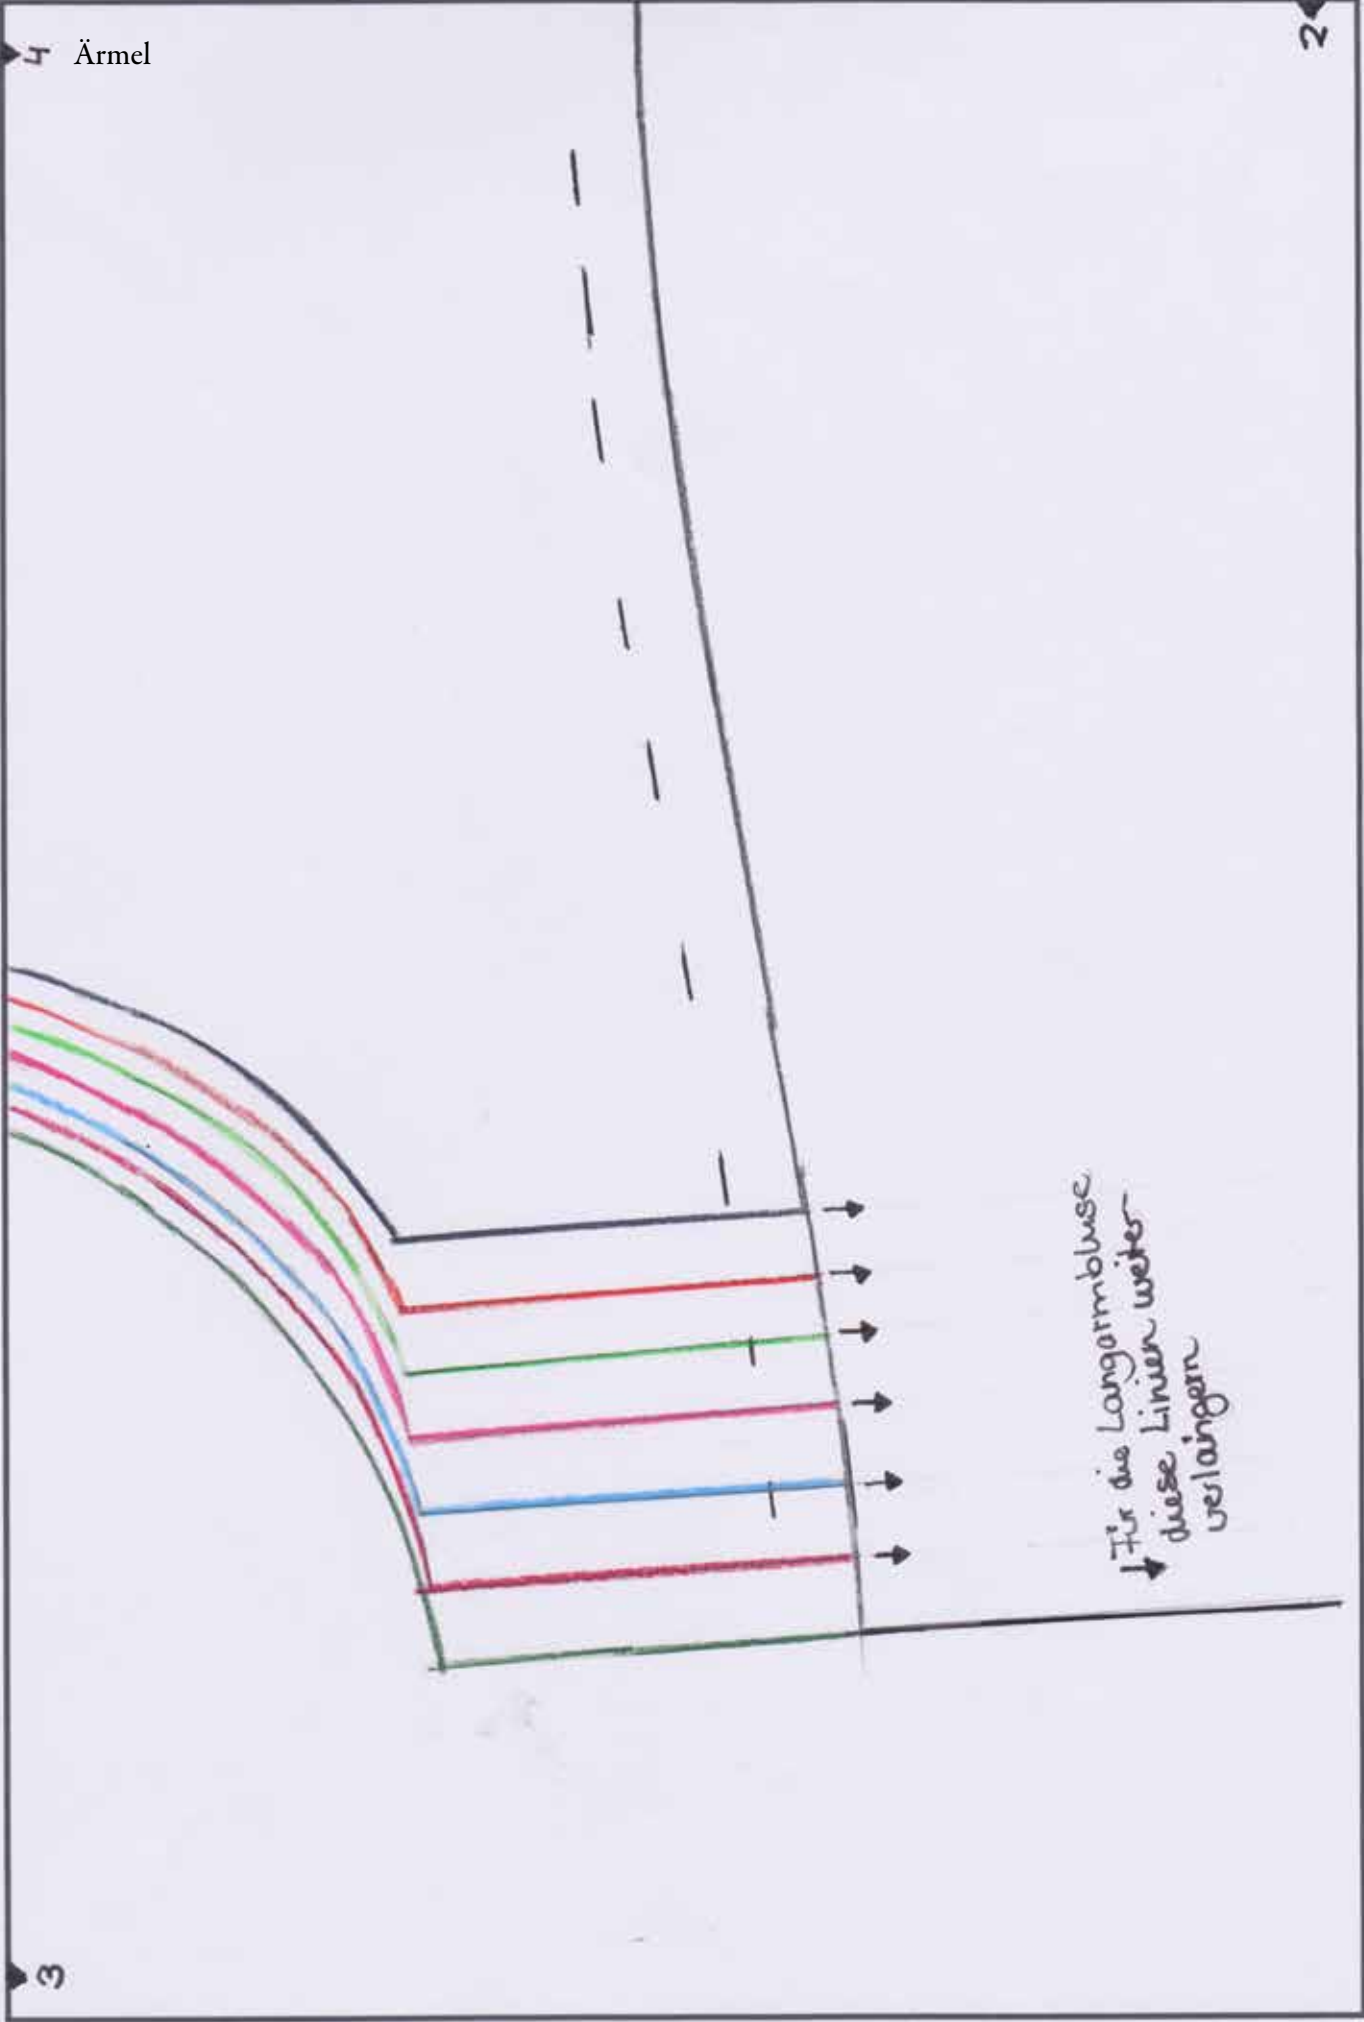 4
Ärmel
2
Für die Langarmbluse
diese Linien weiter-
verlängern
3